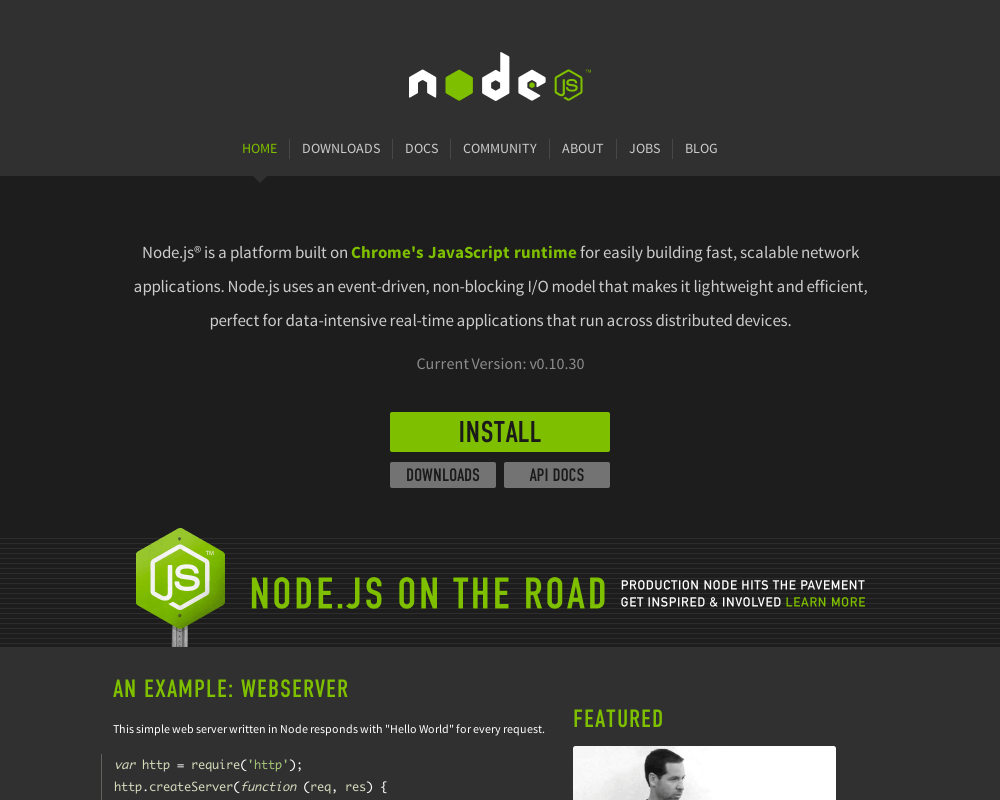 node JS ™
HOME DOWNLOADS DOCS COMMUNITY ABOUT JOBS BLOG
Node.js® is a platform built on Chrome's JavaScript runtime for easily building fast, scalable network
applications. Node.js uses an event-driven, non-blocking I/O model that makes it lightweight and efficient,
perfect for data-intensive real-time applications that run across distributed devices.
Current Version: v0.10.30
INSTALL
DOWNLOADS API DOCS
JS ™
NODE.JS ON THE ROAD
PRODUCTION NODE HITS THE PAVEMENT
GET INSPIRED & INVOLVED LEARN MORE
AN EXAMPLE: WEBSERVER
This simple web server written in Node responds with "Hello World" for every request.
var http = require('http');
http.createServer(function (req, res) {
FEATURED